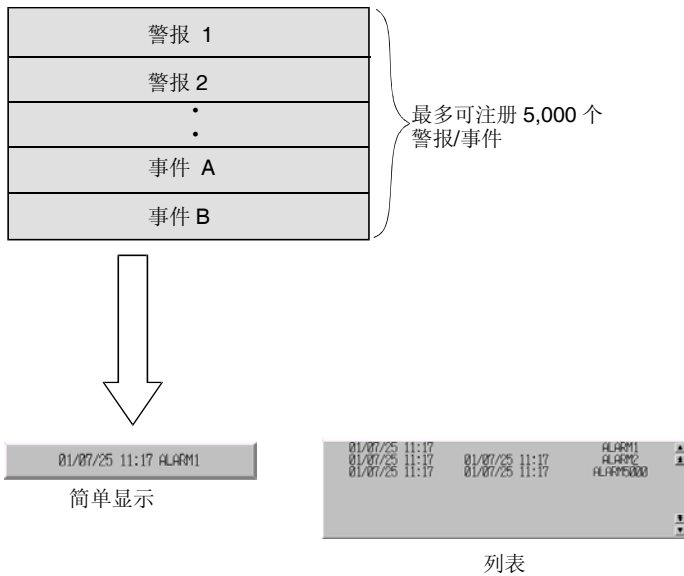 警报 1
警报 2
事件 A
事件 B
最多可注册 5,000 个
警报/事件
01/07/25 11:17 ALARM1
简单显示
01/07/25 11:17 ALARM1
01/07/25 11:17 01/07/25 11:17 ALARM2
01/07/25 11:17 01/07/25 11:17 ALARM5000
列表